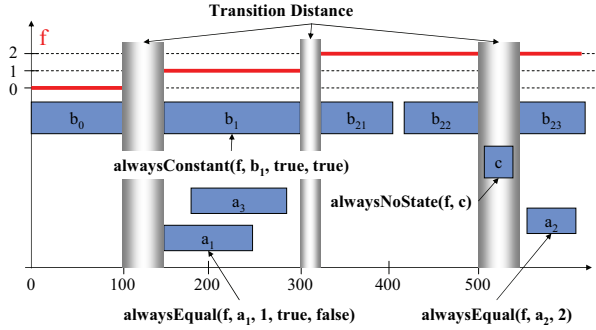 Transition Distance
f
2
1
0
b0 b1 b21 b22 b23
alwaysConstant(f, b1, true, true)
c
alwaysNoState(f, c)
a3
a2
a1
0 100 200 300 400 500
alwaysEqual(f, a1, 1, true, false) alwaysEqual(f, a2, 2)